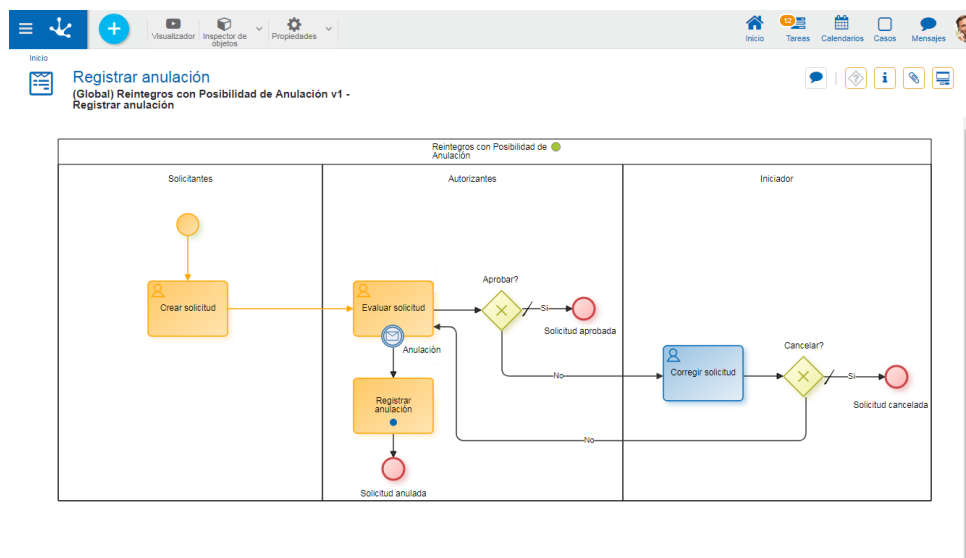 Visualizador
Inspector de
objetos
Propiedades
Inicio
12
Tareas
Calendarios
Casos
Mensajes
Inicio
Registrar anulación
(Global) Reintegros con Posibilidad de Anulación v1 -
Registrar anulación
Reintegros con Posibilidad de
Anulación
Solicitantes
Autorizantes
Iniciador
Crear solicitud
Evaluar solicitud
Anulación
Aprobar?
Si
Solicitud aprobada
No
Corregir solicitud
Cancelar?
Si
Solicitud cancelada
No
Registrar
anulación
Solicitud anulada